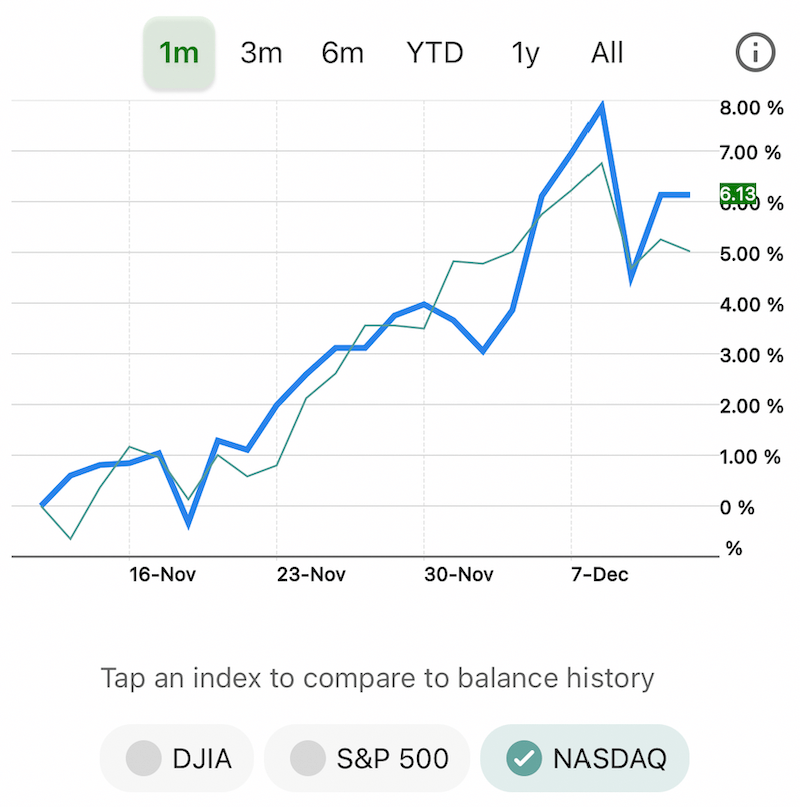 1m 3m 6m YTD 1y All i
8.00 %
7.00 %
6.13
6.00 %
5.00 %
4.00 %
3.00 %
2.00 %
1.00 %
0 %
%
16-Nov 23-Nov 30-Nov 7-Dec
Tap an index to compare to balance history
DJIA S&P 500 NASDAQ